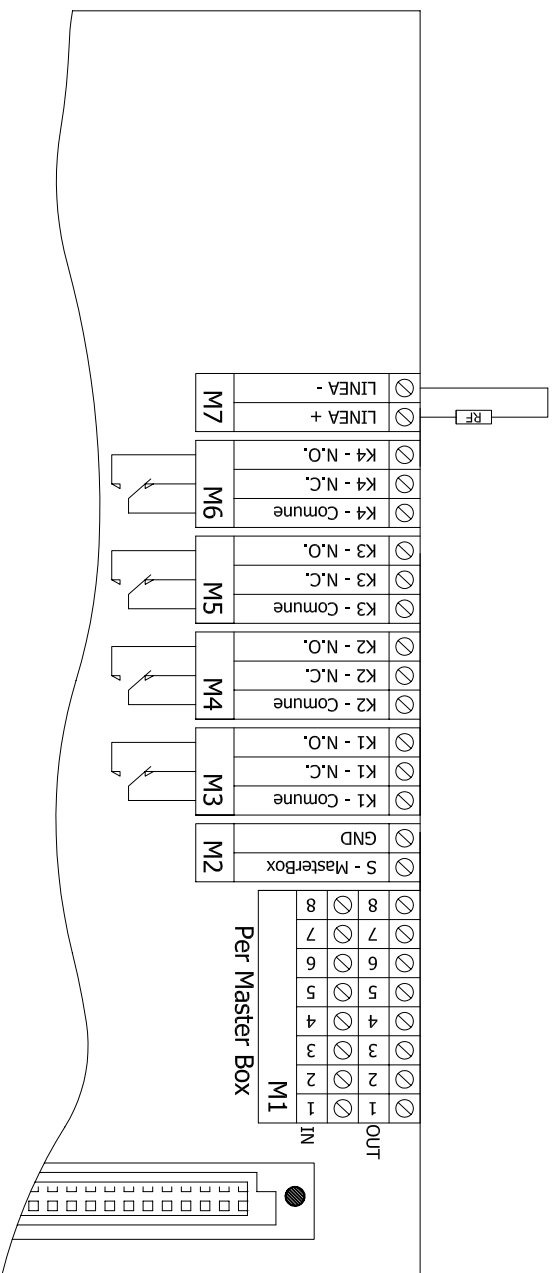 LINEA -
LINEA +
M7
RF
K4 - N.O.
K4 - N.C.
K4 - Comune
M6
K3 - N.O.
K3 - N.C.
K3 - Comune
M5
K2 - N.O.
K2 - N.C.
K2 - Comune
M4
K1 - N.O.
K1 - N.C.
K1 - Comune
M3
GND
S - MasterBox
M2
8 8
7 7
6 6
5 5
4 4
3 3
2 2
1 1
IN OUT
M1
Per Master Box